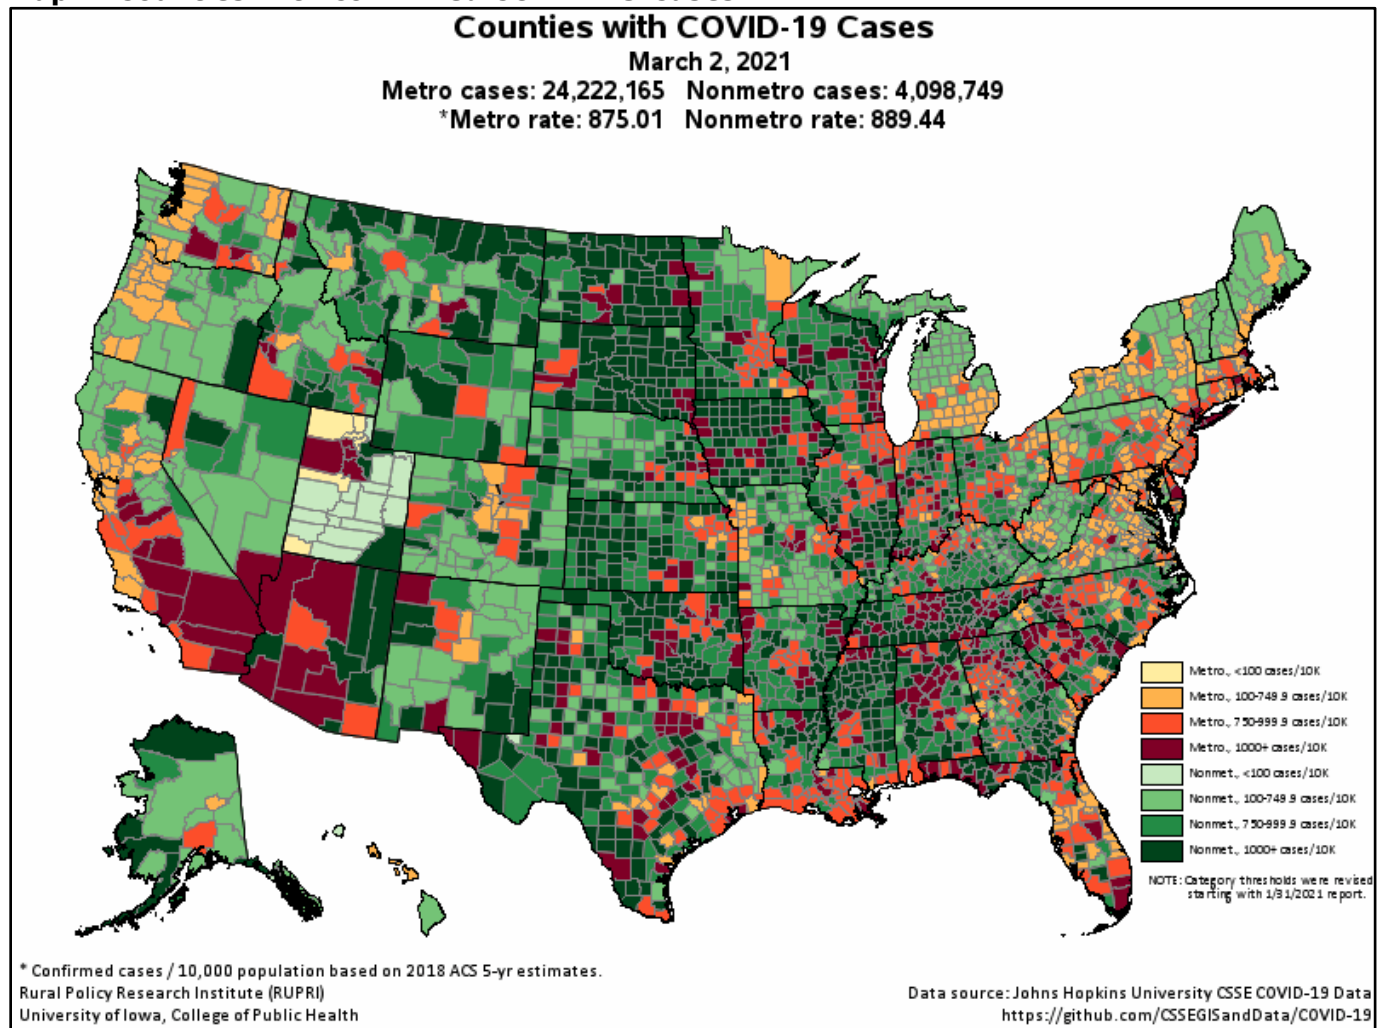 Counties with COVID-19 Cases
March 2, 2021
Metro cases: 24,222,165 Nonmetro cases: 4,098,749
*Metro rate: 875.01 Nonmetro rate: 889.44
Metro., <100 cases/10K
Metro., 100-749.9 cases/10K
Metro., 750-999.9 cases/10K
Metro., 1000+ cases/10K
Nonmet., <100 cases/10K
Nonmet., 100-749.9 cases/10K
Nonmet., 750-999.9 cases/10K
Nonmet., 1000+ cases/10K
NOTE: Category thresholds were revised
starting with 1/31/2021 report.
* Confirmed cases / 10,000 population based on 2018 ACS 5-yr estimates.
Rural Policy Research Institute (RUPRI)
University of Iowa, College of Public Health
Data source: Johns Hopkins University CSSE COVID-19 Data
https://github.com/CSSEGISandData/COVID-19